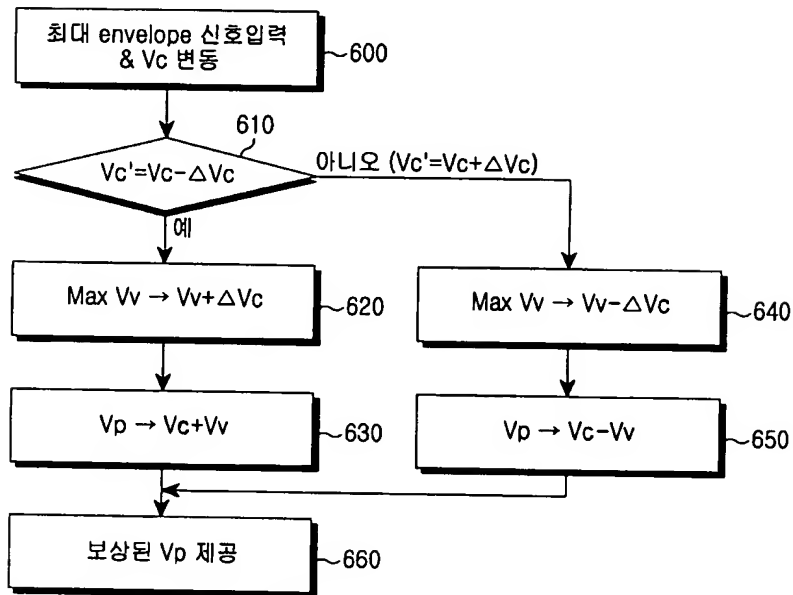 최대 envelope 신호입력
& Vc 변동
600
610
Vc'=Vc-△Vc
아니오 (Vc'=Vc+△Vc)
예
Max Vv → Vv+△Vc
620
Max Vv → Vv-△Vc
640
Vp → Vc+Vv
630
Vp → Vc-Vv
650
보상된 Vp 제공
660